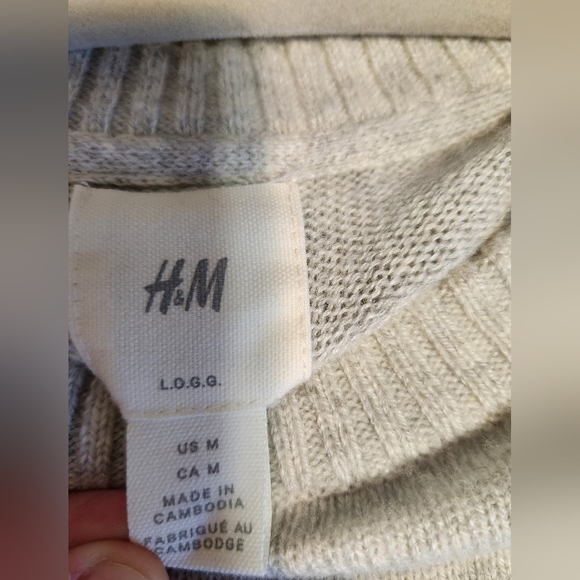 H&M
L.O.G.G.
US M
CA M
MADE IN
CAMBODIA
FABRIQUÉ AU
CAMBODGE